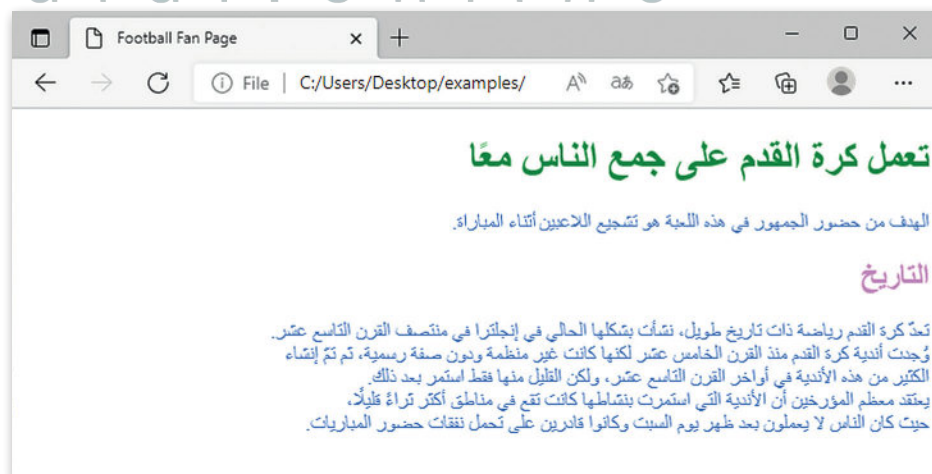 Football Fan Page
File | C:/Users/Desktop/examples/
تعمل كرة القدم على جمع الناس معًا
الهدف من حضور الجمهور في هذه اللعبة هو تشجيع اللاعبين أثناء المباراة.
التاريخ
تعدّ كرة القدم رياضة ذات تاريخ طويل، نشأت بشكلها الحالي في إنجلترا في منتصف القرن التاسع عشر.
وُجدت أندية كرة القدم منذ القرن الخامس عشر لكنها كانت غير منظمة ودون صفة رسمية، ثم تمّ إنشاء
الكثير من هذه الأندية في أواخر القرن التاسع عشر، ولكن القليل منها فقط استمر بعد ذلك.
يعتقد معظم المؤرخين أن الأندية التي استمرت بنشاطها كانت تقع في مناطق أكثر ثراءً قليلًا،
حيث كان الناس لا يعملون بعد ظهر يوم السبت وكانوا قادرين على تحمل نفقات حضور المباريات.